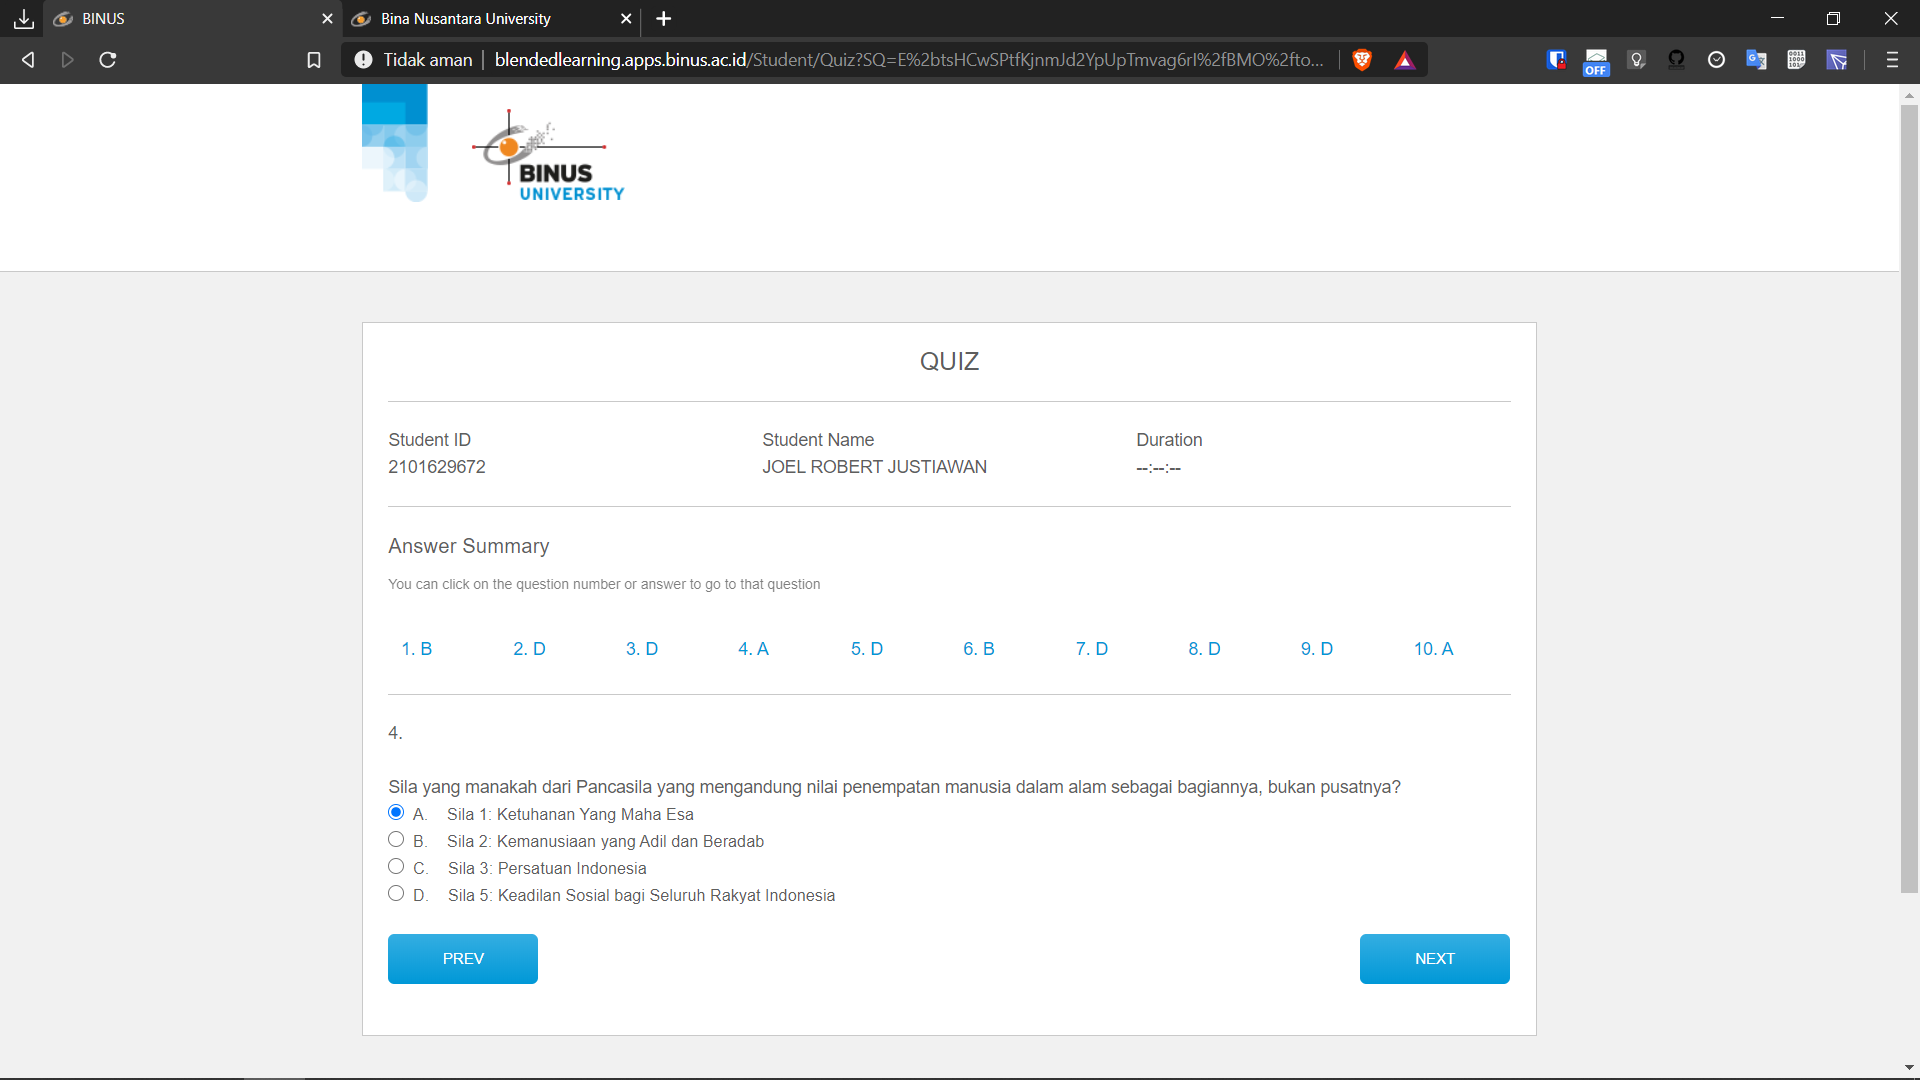 BINUS
Bina Nusantara University
Tidak aman
blendedlearning.apps.binus.ac.id/Student/Quiz?SQ=E%2btsHCwSPtfKjnmJd2YpUpTmvag6rI%2fBMO%2fto...
OFF
BINUS
UNIVERSITY
QUIZ
Student ID
2101629672
Student Name
JOEL ROBERT JUSTIAWAN
Duration
--:--:--
Answer Summary
You can click on the question number or answer to go to that question
1. B 2. D 3. D 4. A 5. D 6. B 7. D 8. D 9. D 10. A
4.
Sila yang manakah dari Pancasila yang mengandung nilai penempatan manusia dalam alam sebagai bagiannya, bukan pusatnya?
A. Sila 1: Ketuhanan Yang Maha Esa
B. Sila 2: Kemanusiaan yang Adil dan Beradab
C. Sila 3: Persatuan Indonesia
D. Sila 5: Keadilan Sosial bagi Seluruh Rakyat Indonesia
PREV
NEXT